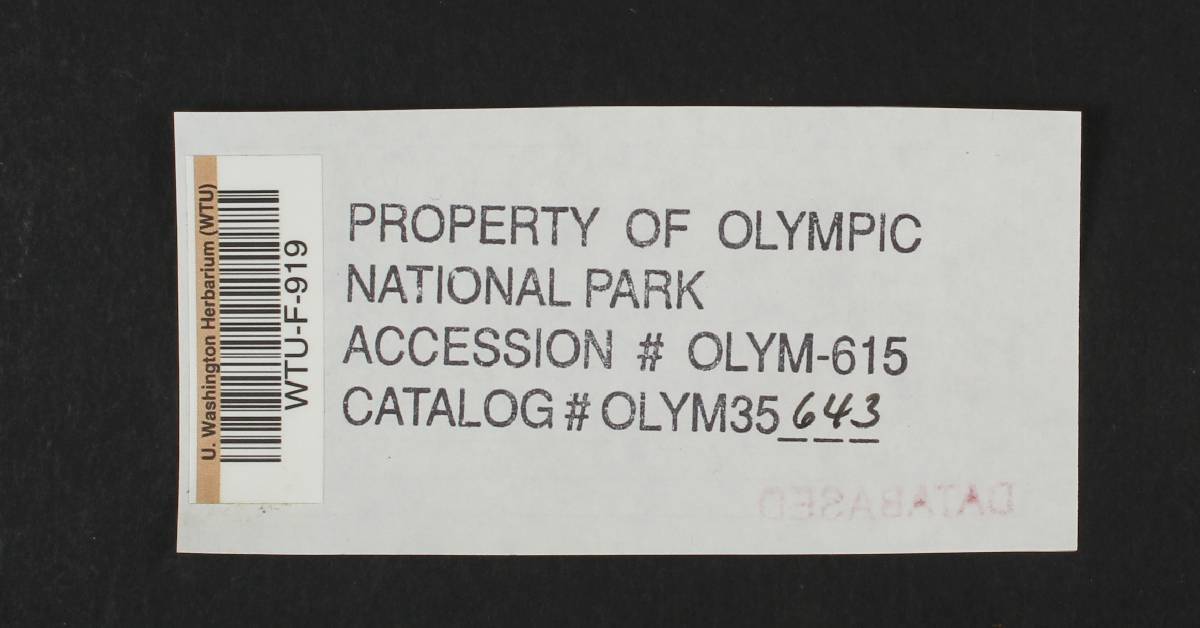 U. Washington Herbarium (WTU)
WTU-F-919
PROPERTY OF OLYMPIC
NATIONAL PARK
ACCESSION # OLYM-615
CATALOG # OLYM35643
DATABASED